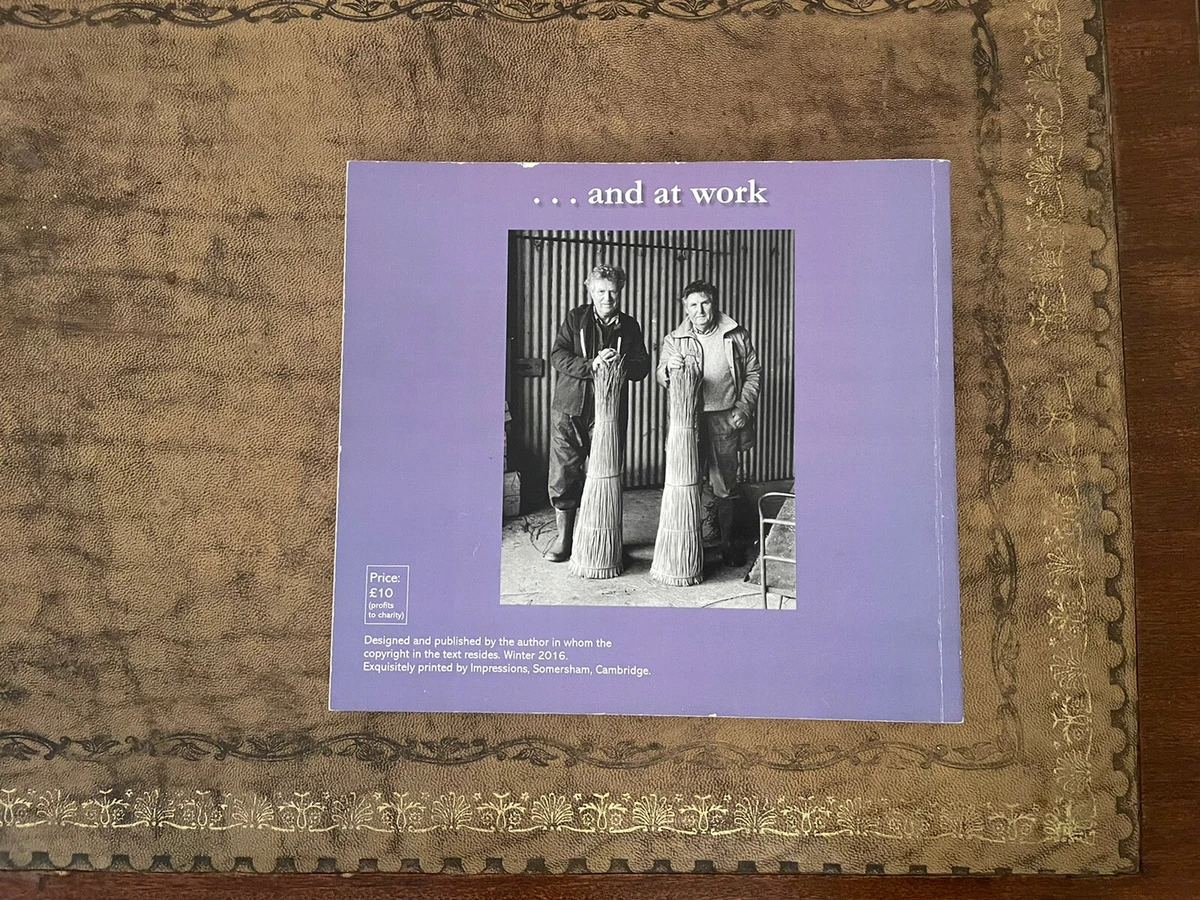 . . . and at work
Price:
£10
(profits
to charity)
Designed and published by the author in whom the
copyright in the text resides. Winter 2016.
Exquisitely printed by Impressions, Somersham, Cambridge.